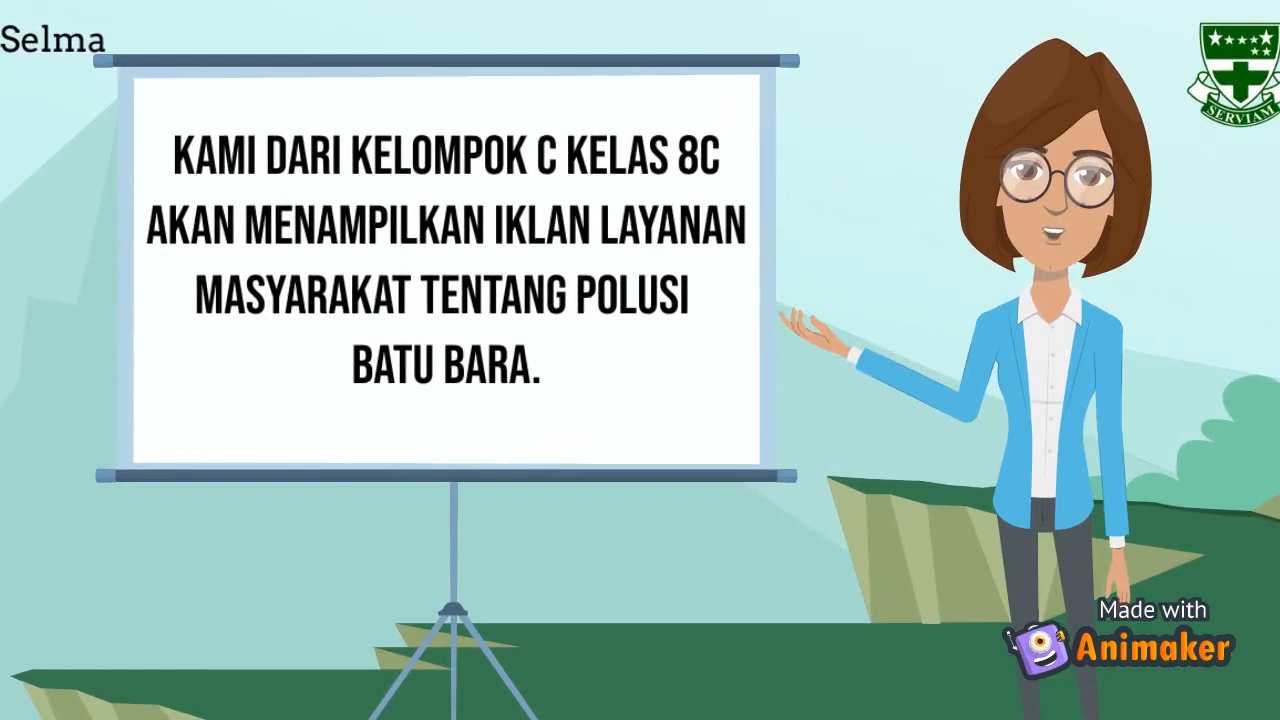 Selma
KAMI DARI KELOMPOK C KELAS 8C
AKAN MENAMPILKAN IKLAN LAYANAN
MASYARAKAT TENTANG POLUSI
BATU BARA.
SERVIAM
Made with
Animaker